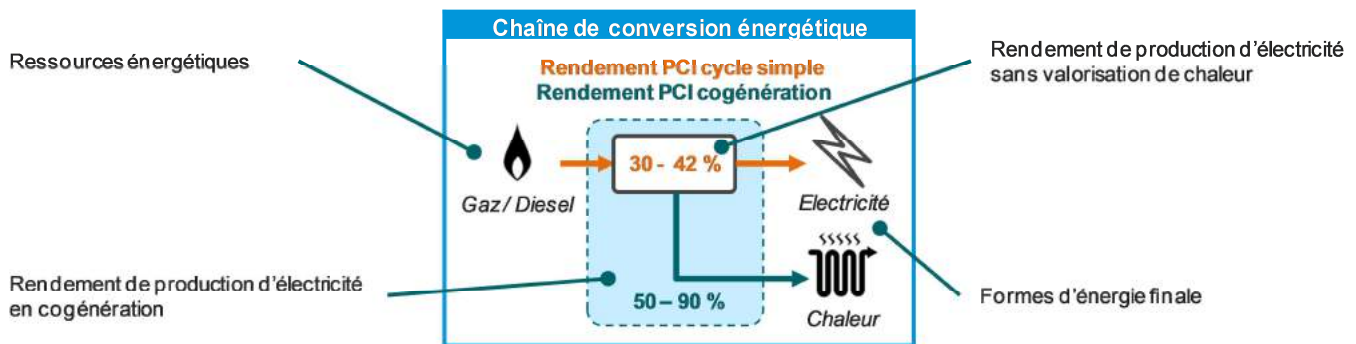 Chaîne de conversion énergétique
Ressources énergétiques
Rendement PCI cycle simple
Rendement PCI cogénération
Rendement de production d'électricité
sans valorisation de chaleur
30 - 42 %
Gaz / Diesel
Electricité
Rendement de production d'électricité
en cogénération
50 – 90 %
Chaleur
Formes d'énergie finale